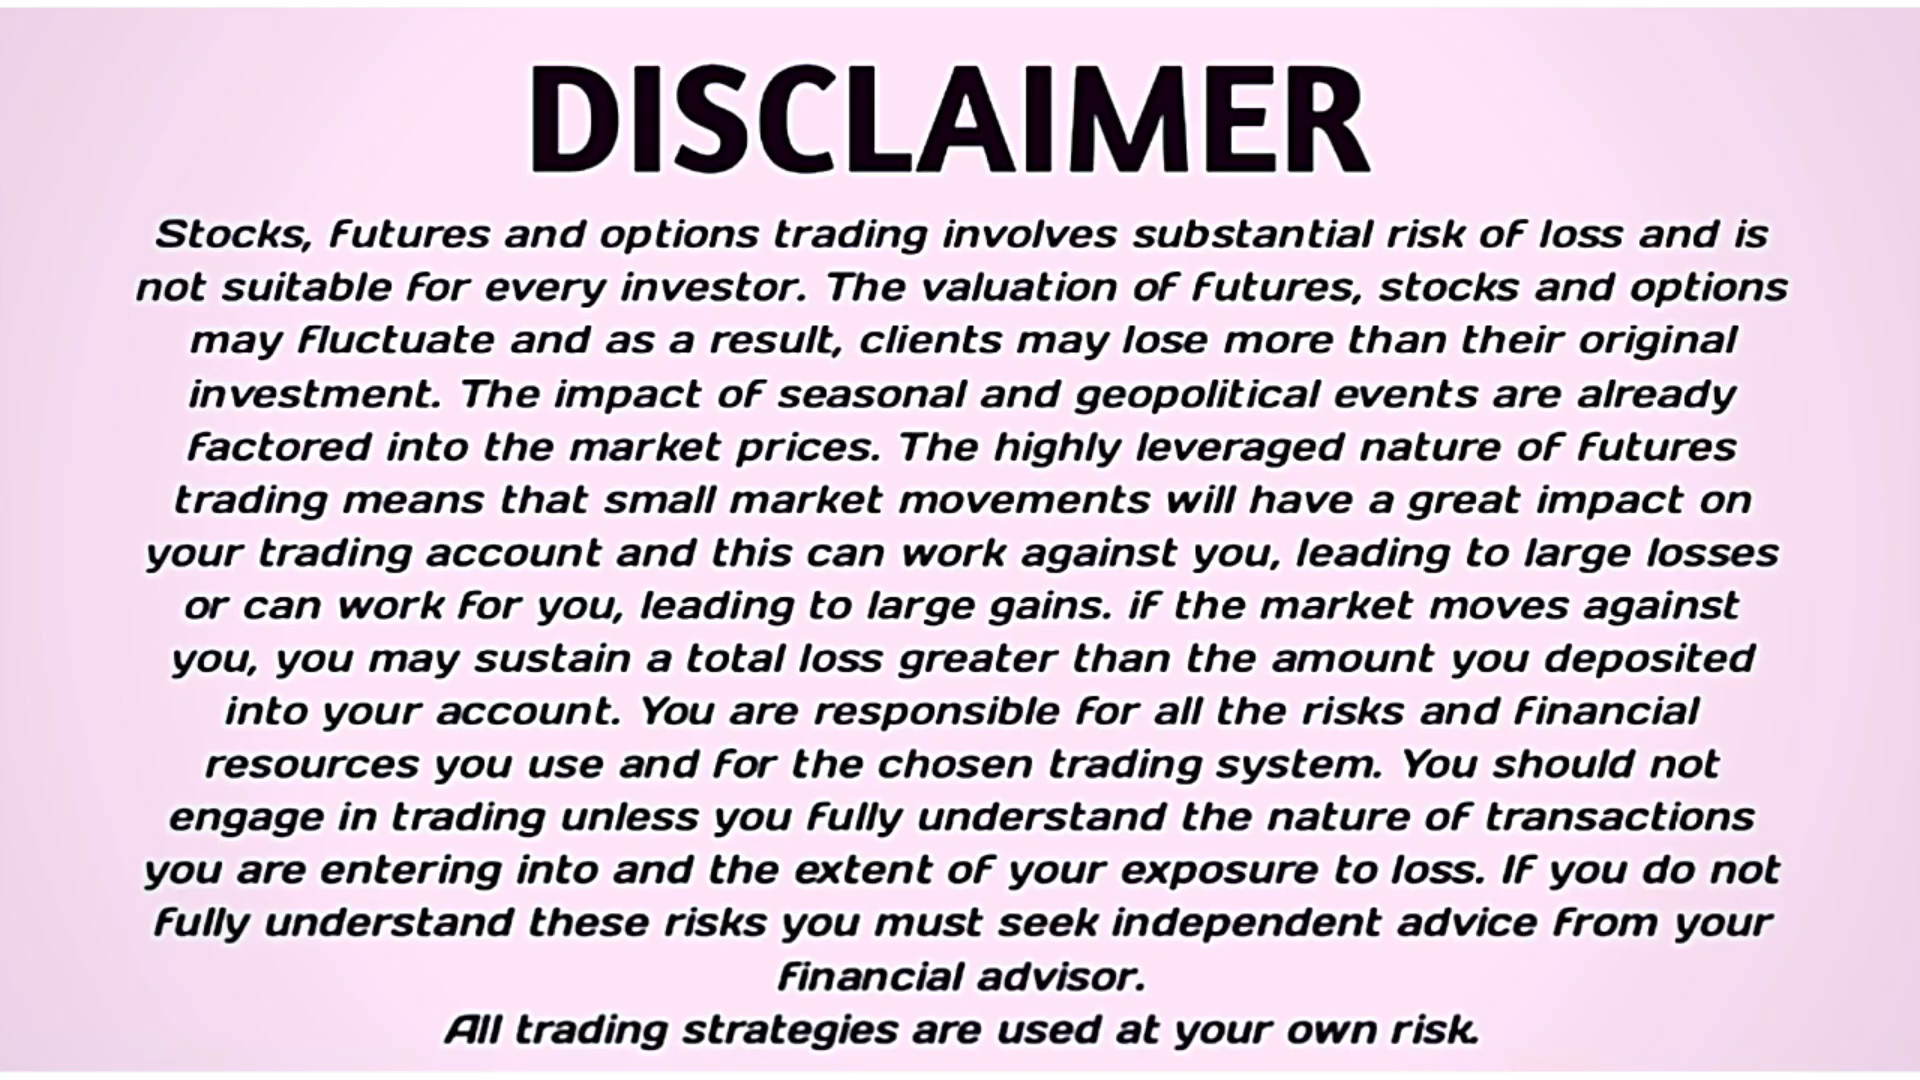 DISCLAIMER
Stocks, futures and options trading involves substantial risk of loss and is
not suitable for every investor. The valuation of futures, stocks and options
may fluctuate and as a result, clients may lose more than their original
investment. The impact of seasonal and geopolitical events are already
factored into the market prices. The highly leveraged nature of futures
trading means that small market movements will have a great impact on
your trading account and this can work against you, leading to large losses
or can work for you, leading to large gains. if the market moves against
you, you may sustain a total loss greater than the amount you deposited
into your account. You are responsible for all the risks and financial
resources you use and for the chosen trading system. You should not
engage in trading unless you fully understand the nature of transactions
you are entering into and the extent of your exposure to loss. If you do not
fully understand these risks you must seek independent advice from your
financial advisor.
All trading strategies are used at your own risk.